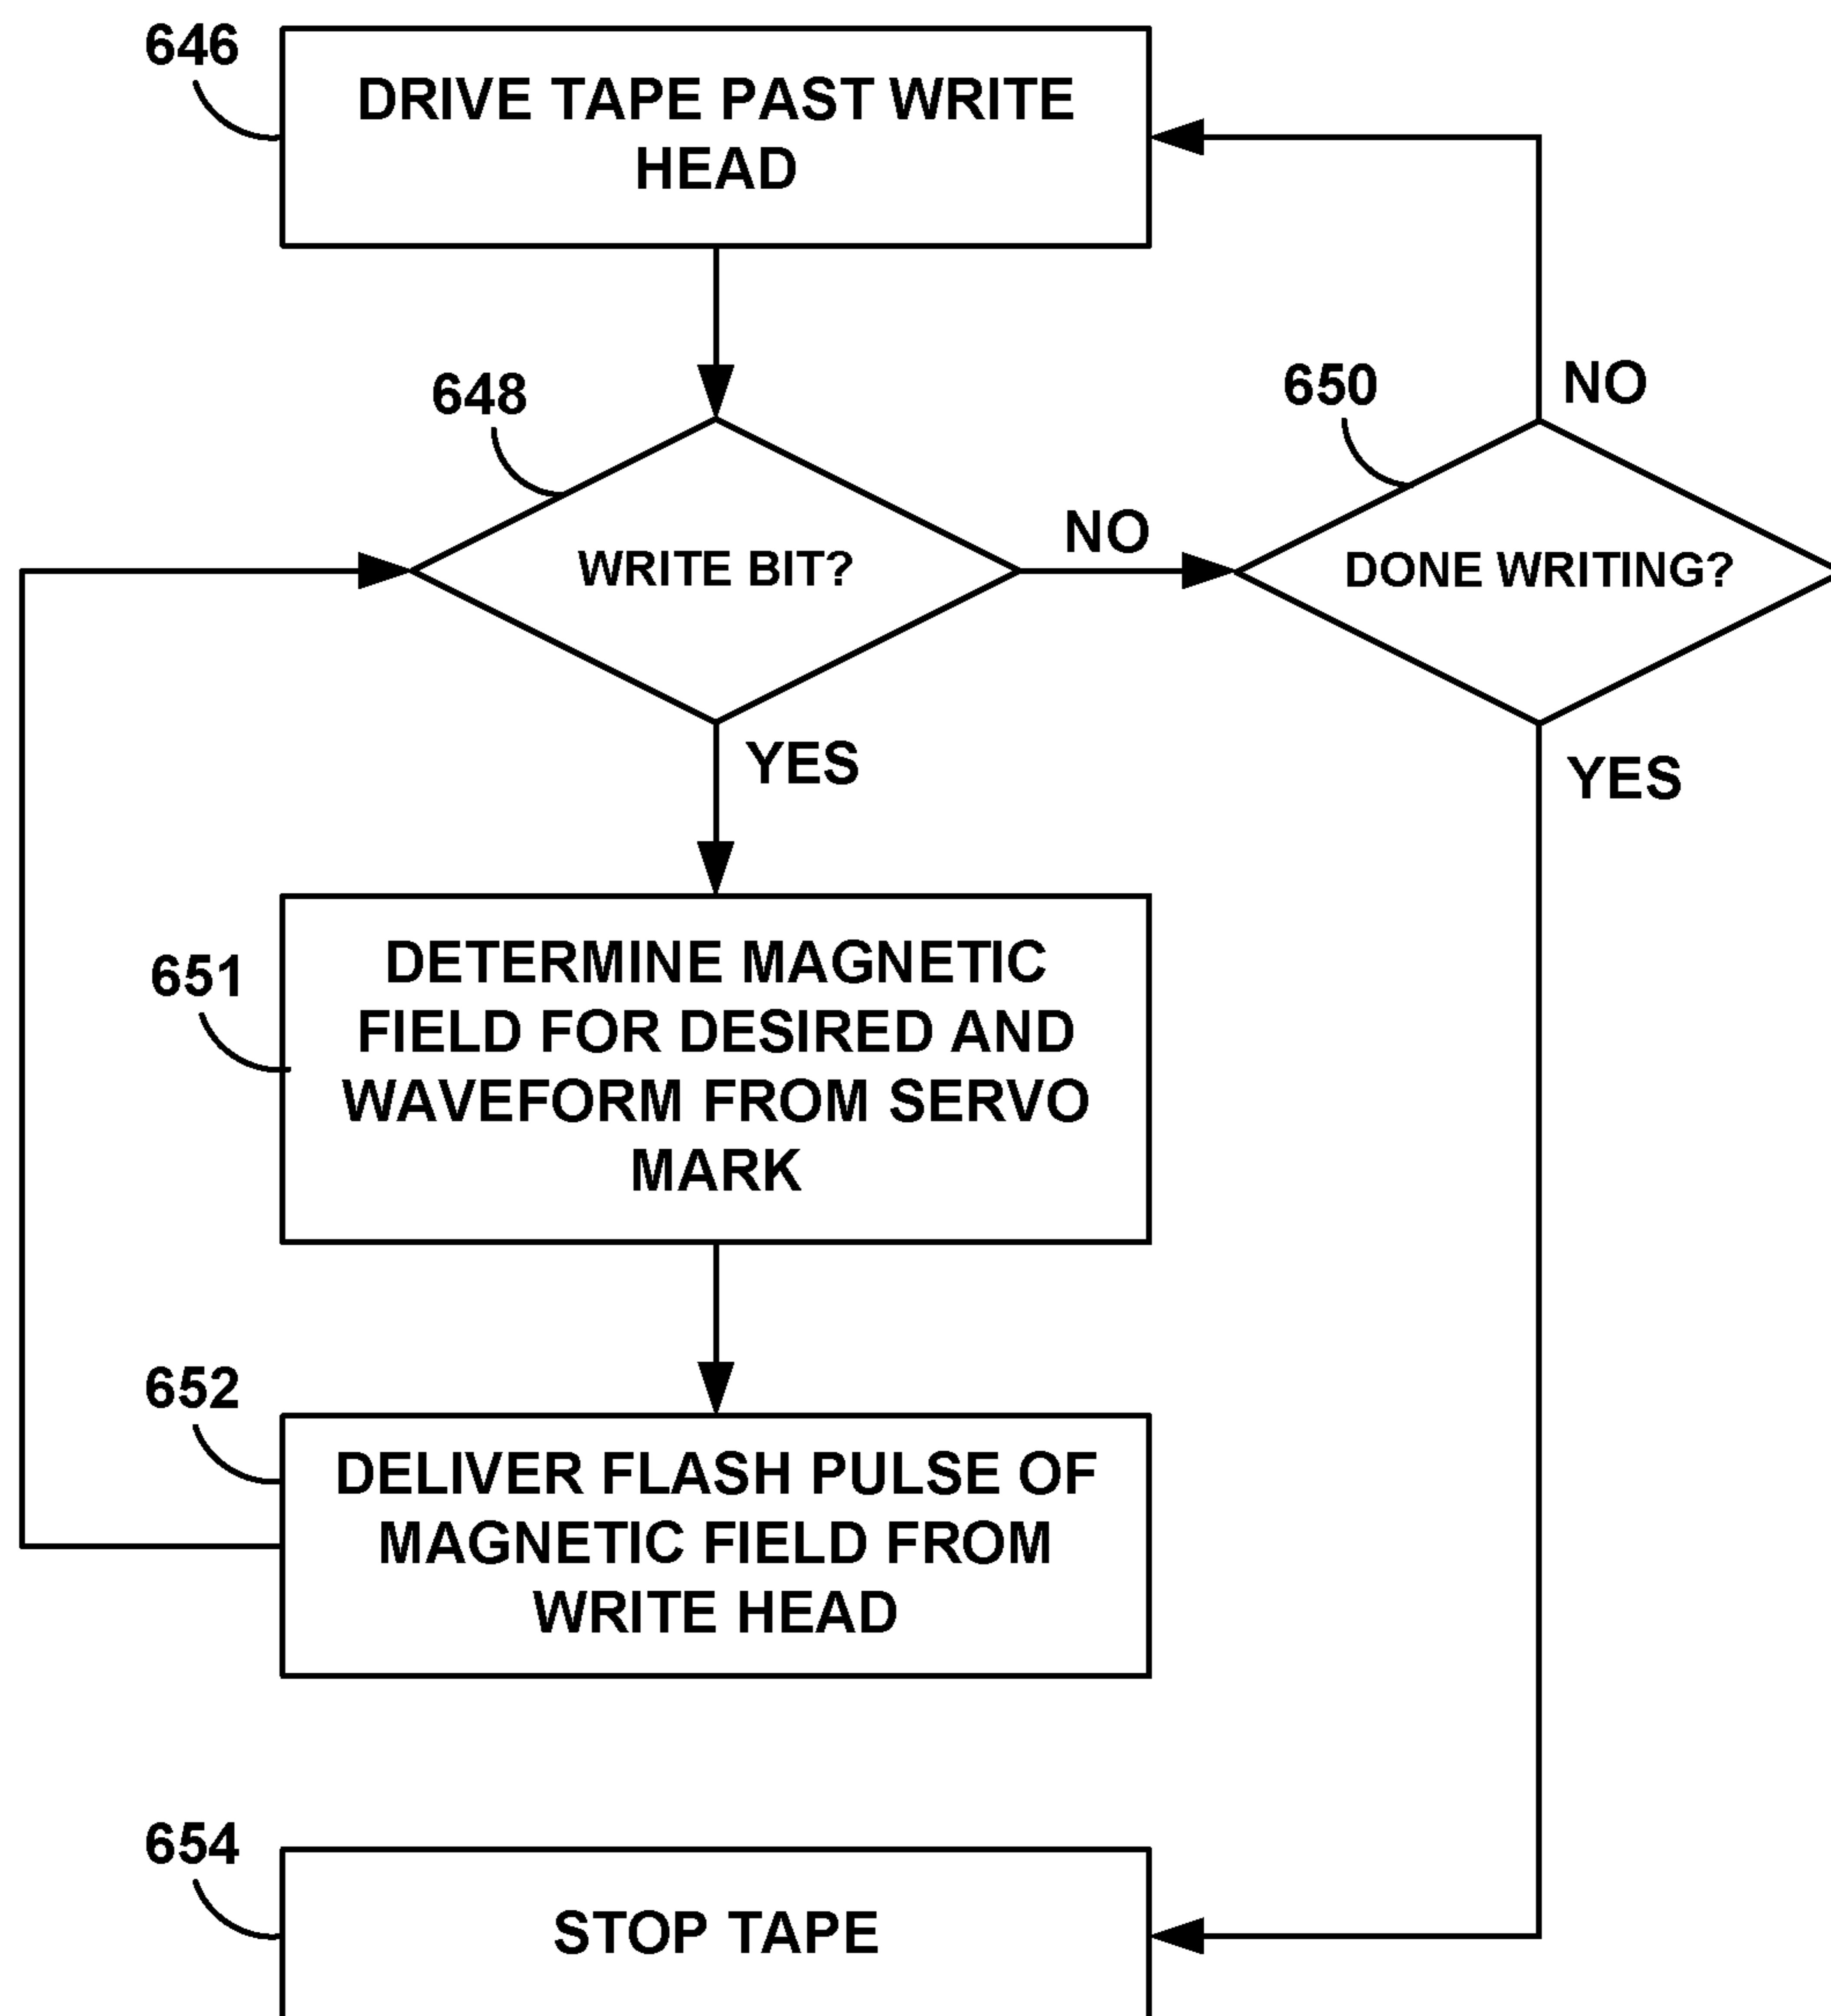 646
DRIVE TAPE PAST WRITE
HEAD
648
WRITE BIT?
NO
650
NO
DONE WRITING?
YES
YES
651
DETERMINE MAGNETIC
FIELD FOR DESIRED AND
WAVEFORM FROM SERVO
MARK
652
DELIVER FLASH PULSE OF
MAGNETIC FIELD FROM
WRITE HEAD
654
STOP TAPE